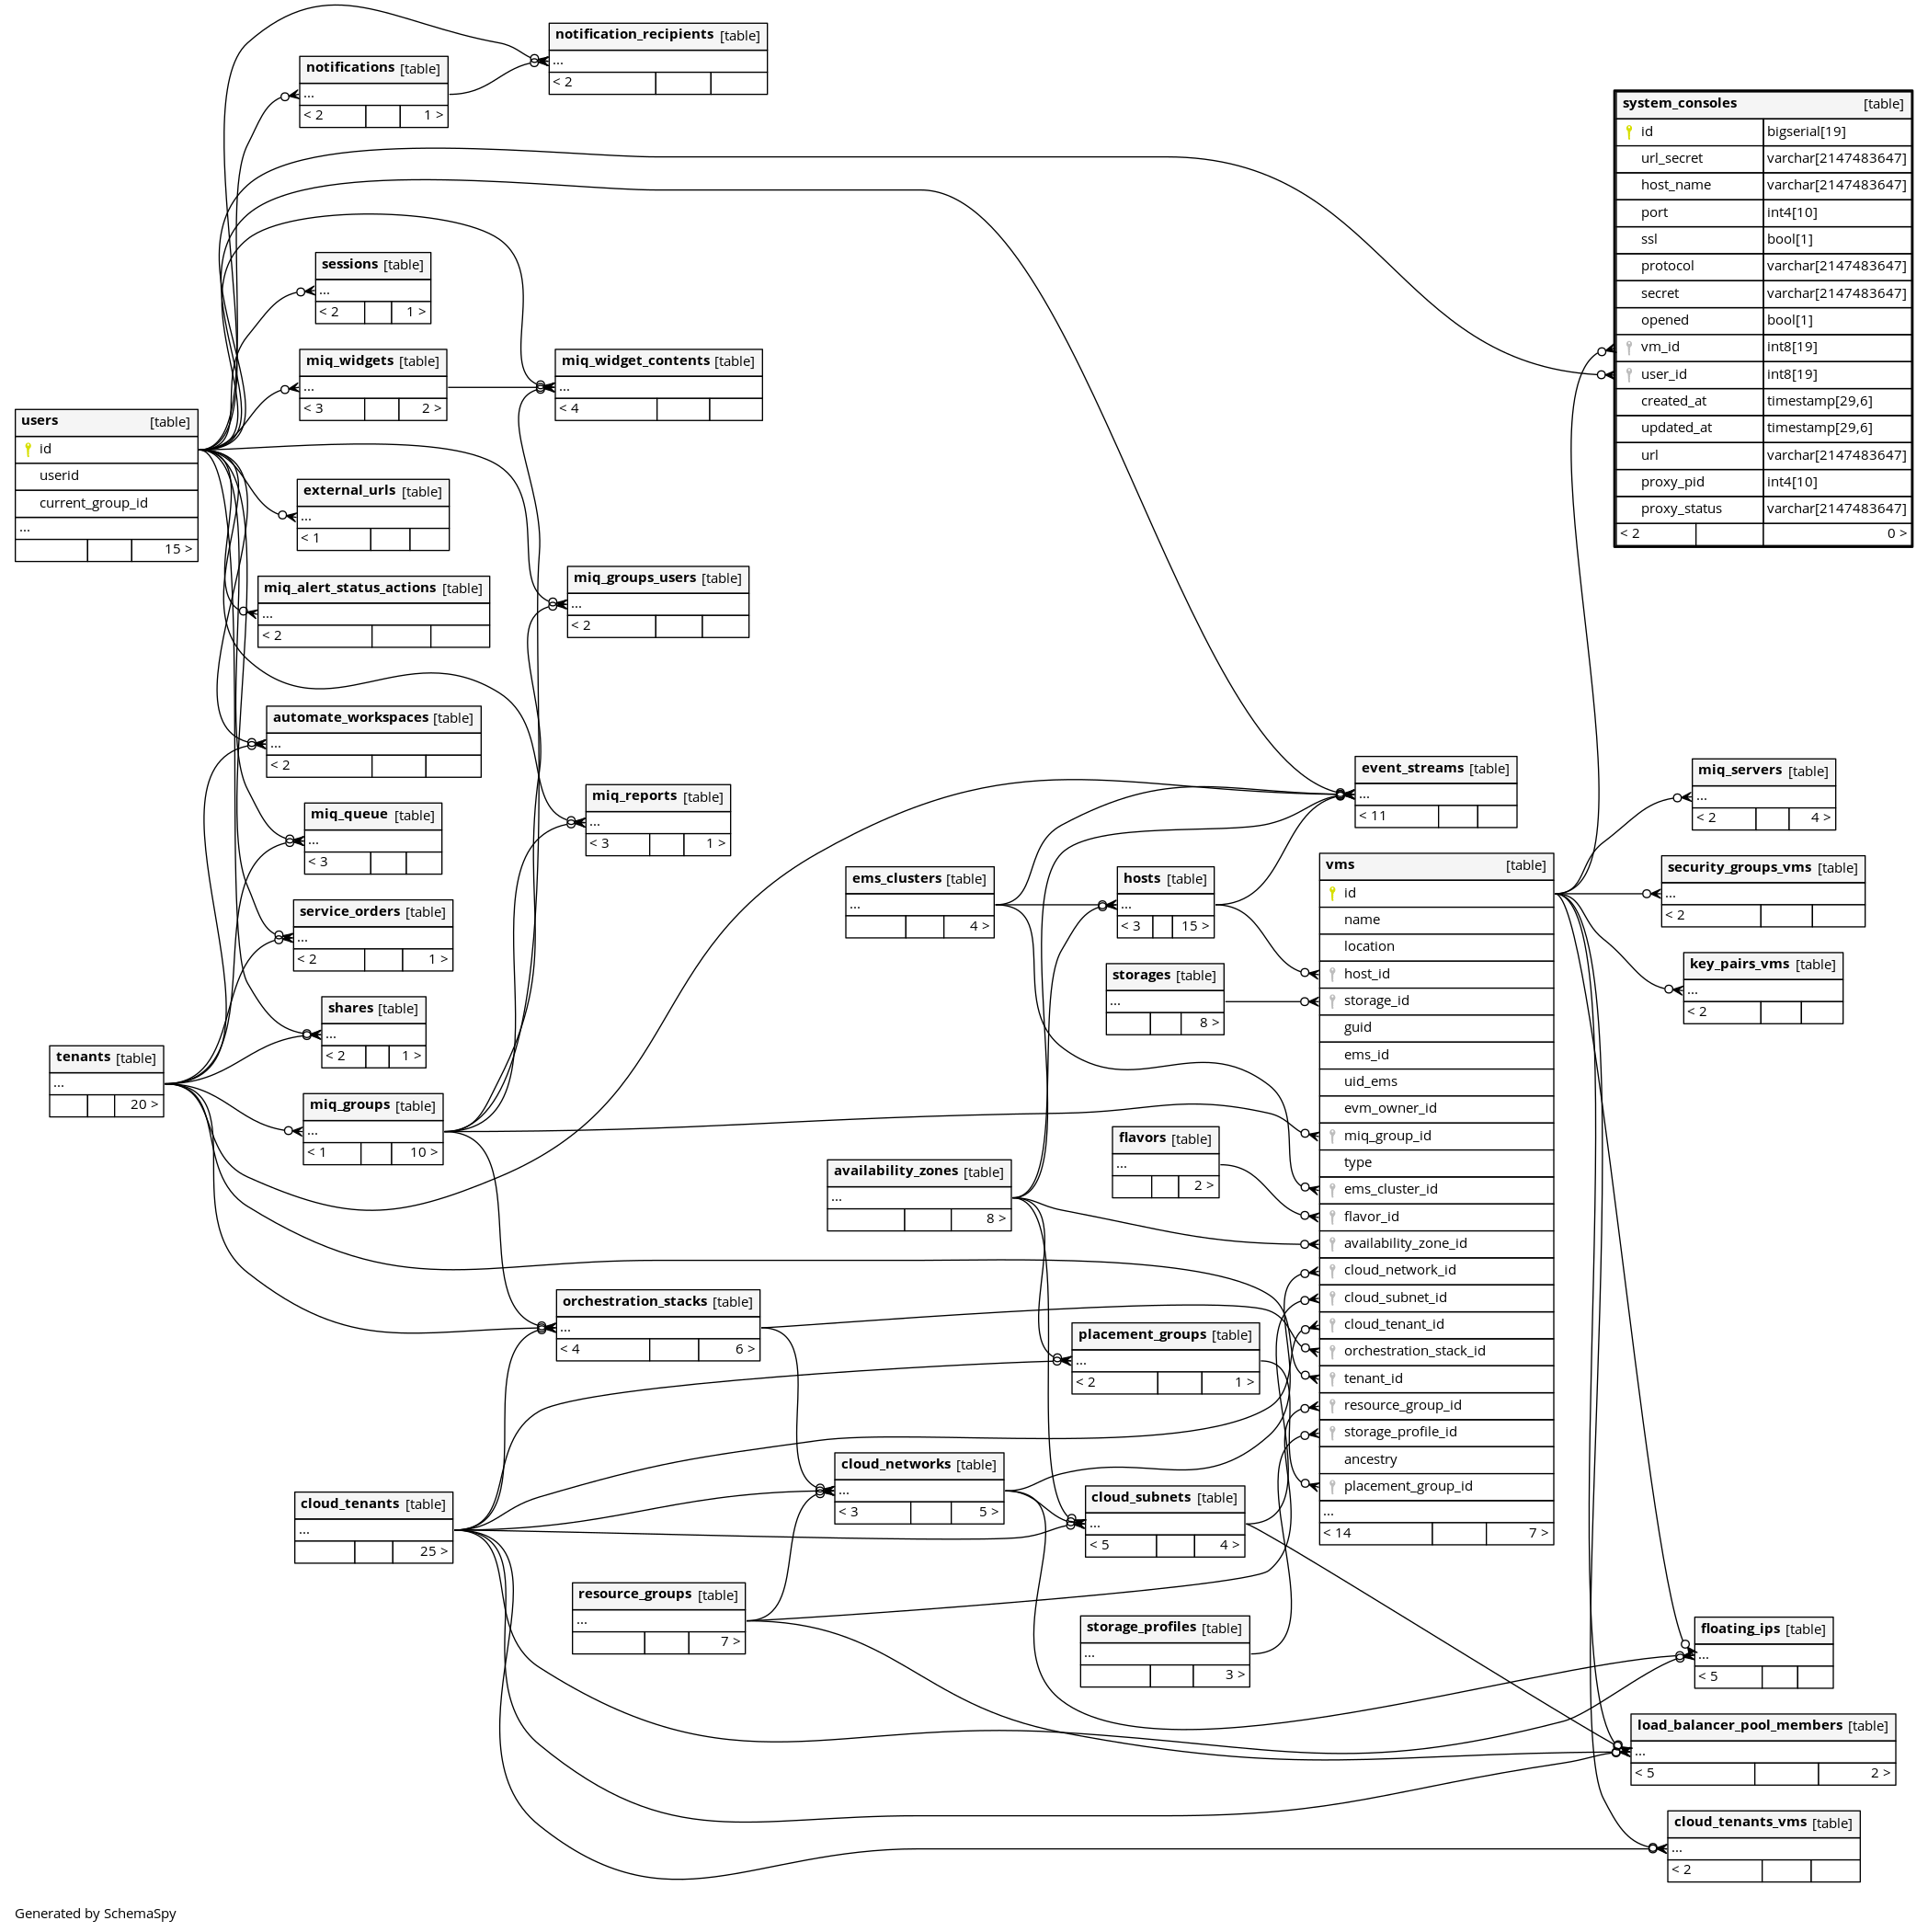 notification_recipients [table]
...
< 2
notifications [table]
...
< 2 1 >
system_consoles [table]
id bigserial[19]
url_secret varchar[2147483647]
host_name varchar[2147483647]
port int4[10]
ssl bool[1]
protocol varchar[2147483647]
secret varchar[2147483647]
opened bool[1]
vm_id int8[19]
user_id int8[19]
created_at timestamp[29,6]
updated_at timestamp[29,6]
url varchar[2147483647]
proxy_pid int4[10]
proxy_status varchar[2147483647]
< 2 0 >
sessions [table]
...
< 2 1 >
miq_widgets [table]
...
< 3 2 >
miq_widget_contents [table]
...
< 4
users [table]
id
userid
current_group_id
...
15 >
external_urls [table]
...
< 1
miq_alert_status_actions [table]
...
< 2
miq_groups_users [table]
...
< 2
automate_workspaces [table]
...
< 2
miq_queue [table]
...
< 3
miq_reports [table]
...
< 3 1 >
service_orders [table]
...
< 2 1 >
shares [table]
...
< 2 1 >
tenants [table]
...
20 >
miq_groups [table]
...
< 1 10 >
event_streams [table]
...
< 11
miq_servers [table]
...
< 2 4 >
ems_clusters [table]
...
4 >
hosts [table]
...
< 3 15 >
storages [table]
...
8 >
vms [table]
id
name
location
host_id
storage_id
guid
ems_id
uid_ems
evm_owner_id
miq_group_id
type
ems_cluster_id
flavor_id
availability_zone_id
cloud_network_id
cloud_subnet_id
cloud_tenant_id
orchestration_stack_id
tenant_id
resource_group_id
storage_profile_id
ancestry
placement_group_id
...
< 14 7 >
security_groups_vms [table]
...
< 2
key_pairs_vms [table]
...
< 2
flavors [table]
...
2 >
availability_zones [table]
...
8 >
orchestration_stacks [table]
...
< 4 6 >
placement_groups [table]
...
< 2 1 >
cloud_networks [table]
...
< 3 5 >
cloud_subnets [table]
...
< 5 4 >
cloud_tenants [table]
...
25 >
resource_groups [table]
...
7 >
storage_profiles [table]
...
3 >
floating_ips [table]
...
< 5
load_balancer_pool_members [table]
...
< 5 2 >
cloud_tenants_vms [table]
...
< 2
Generated by SchemaSpy